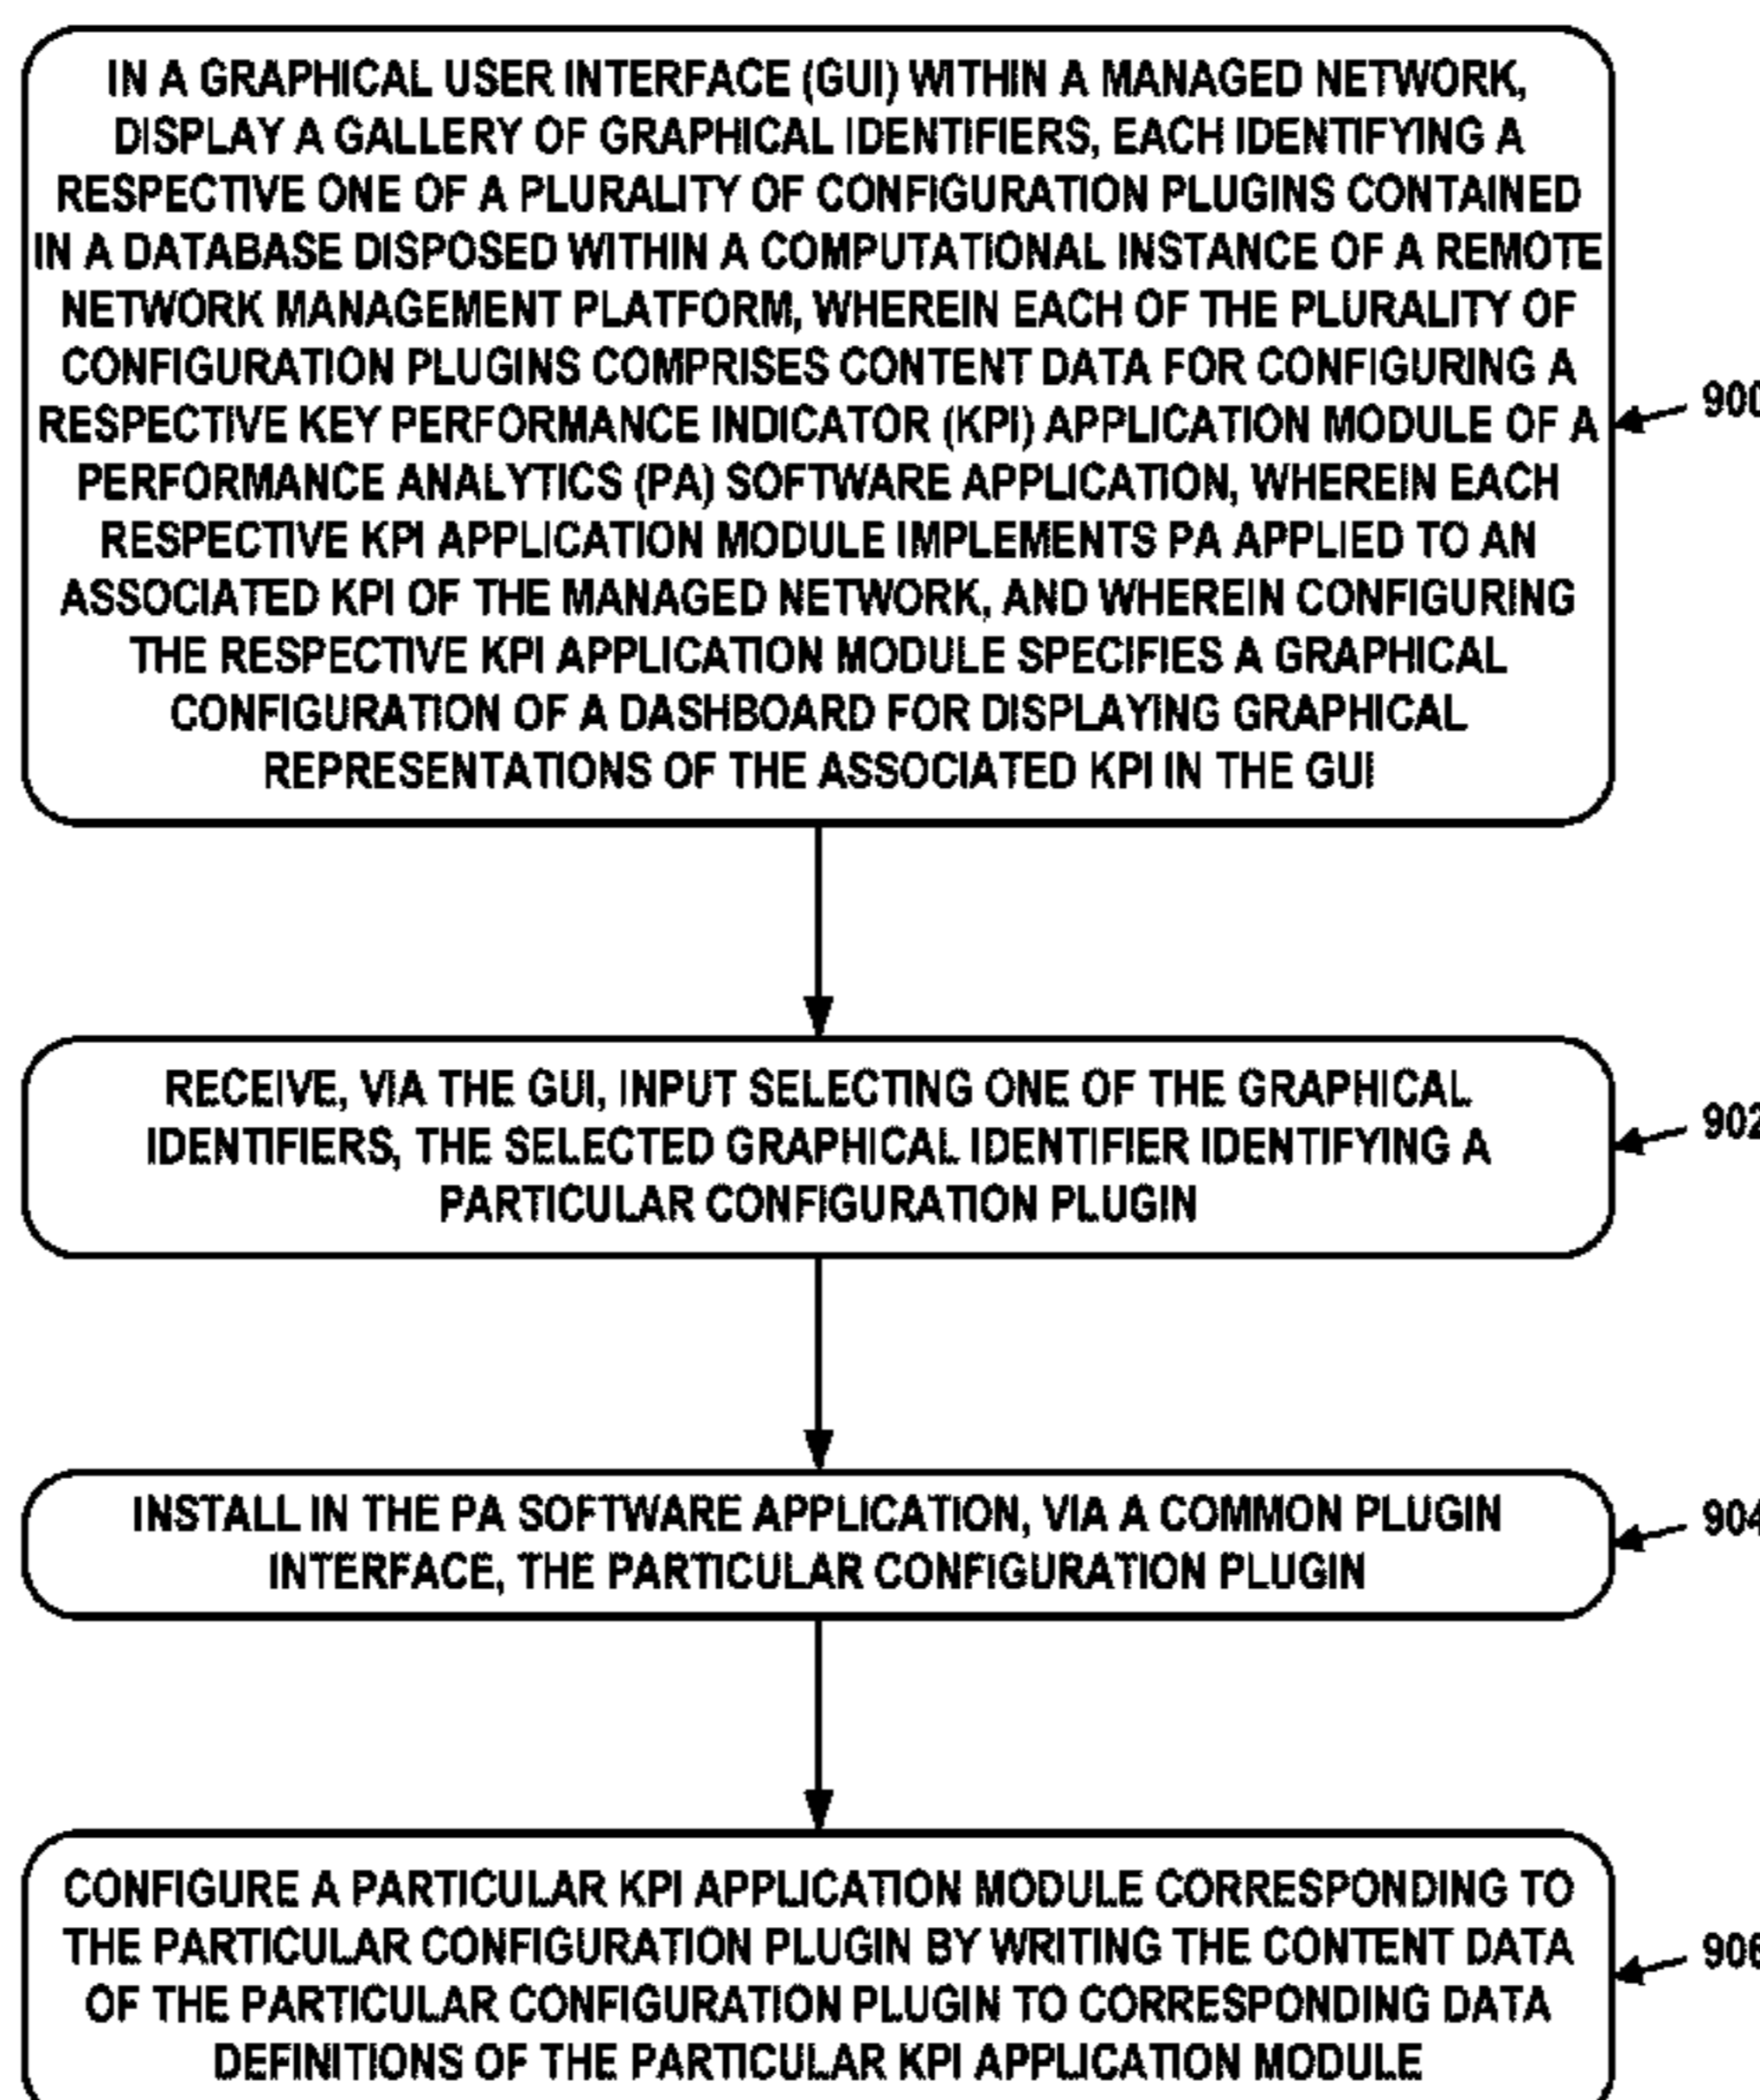 IN A GRAPHICAL USER INTERFACE (GUI) WITHIN A MANAGED NETWORK,
DISPLAY A GALLERY OF GRAPHICAL IDENTIFIERS, EACH IDENTIFYING A
RESPECTIVE ONE OF A PLURALITY OF CONFIGURATION PLUGINS CONTAINED
IN A DATABASE DISPOSED WITHIN A COMPUTATIONAL INSTANCE OF A REMOTE
NETWORK MANAGEMENT PLATFORM, WHEREIN EACH OF THE PLURALITY OF
CONFIGURATION PLUGINS COMPRISES CONTENT DATA FOR CONFIGURING A
RESPECTIVE KEY PERFORMANCE INDICATOR (KPI) APPLICATION MODULE OF A
PERFORMANCE ANALYTICS (PA) SOFTWARE APPLICATION, WHEREIN EACH
RESPECTIVE KPI APPLICATION MODULE IMPLEMENTS PA APPLIED TO AN
ASSOCIATED KPI OF THE MANAGED NETWORK, AND WHEREIN CONFIGURING
THE RESPECTIVE KPI APPLICATION MODULE SPECIFIES A GRAPHICAL
CONFIGURATION OF A DASHBOARD FOR DISPLAYING GRAPHICAL
REPRESENTATIONS OF THE ASSOCIATED KPI IN THE GUI
900
RECEIVE, VIA THE GUI, INPUT SELECTING ONE OF THE GRAPHICAL
IDENTIFIERS, THE SELECTED GRAPHICAL IDENTIFIER IDENTIFYING A
PARTICULAR CONFIGURATION PLUGIN
902
INSTALL IN THE PA SOFTWARE APPLICATION, VIA A COMMON PLUGIN
INTERFACE, THE PARTICULAR CONFIGURATION PLUGIN
904
CONFIGURE A PARTICULAR KPI APPLICATION MODULE CORRESPONDING TO
THE PARTICULAR CONFIGURATION PLUGIN BY WRITING THE CONTENT DATA
OF THE PARTICULAR CONFIGURATION PLUGIN TO CORRESPONDING DATA
DEFINITIONS OF THE PARTICULAR KPI APPLICATION MODULE
906